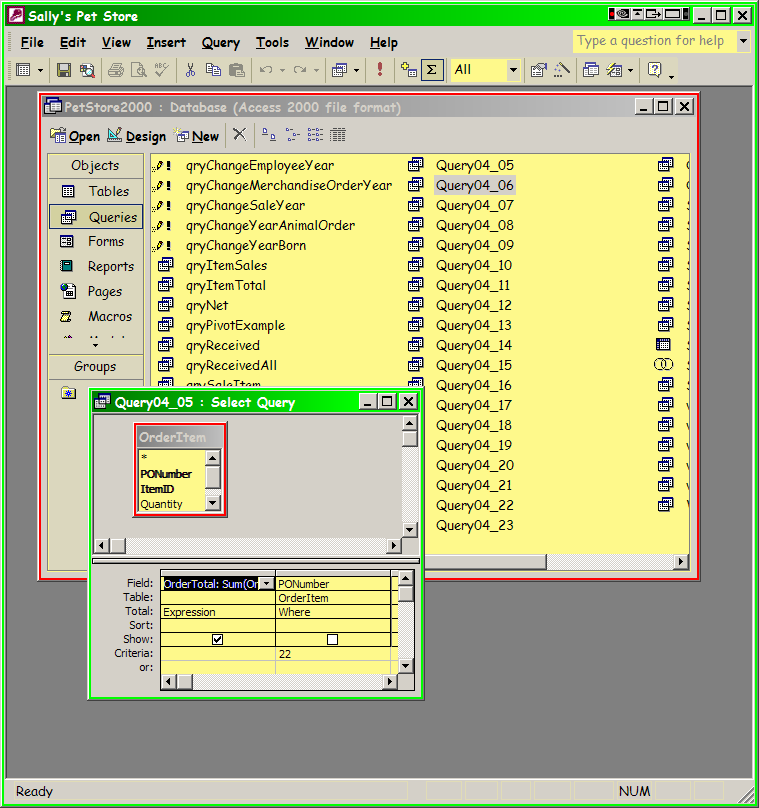 Sally's Pet Store
File Edit View Insert Query Tools Window Help
Type a question for help
All
PetStore2000 : Database (Access 2000 file format)
Open Design New
Objects
Tables
Queries
Forms
Reports
Pages
Macros
Groups
qryChangeEmployeeYear
qryChangeMerchandiseOrderYear
qryChangeSaleYear
qryChangeYearAnimalOrder
qryChangeYearBorn
qryItemSales
qryItemTotal
qryNet
qryPivotExample
qryReceived
qryReceivedAll
qrySaleItem
Query04_05
Query04_06
Query04_07
Query04_08
Query04_09
Query04_10
Query04_11
Query04_12
Query04_13
Query04_14
Query04_15
Query04_16
Query04_17
Query04_18
Query04_19
Query04_20
Query04_21
Query04_22
Query04_23
Query04_05 : Select Query
OrderItem
*
PONumber
ItemID
Quantity
Field: OrderTotal: Sum(Or PONumber
Table: OrderItem
Total: Expression Where
Sort:
Show:
Criteria: 22
or:
Ready
NUM